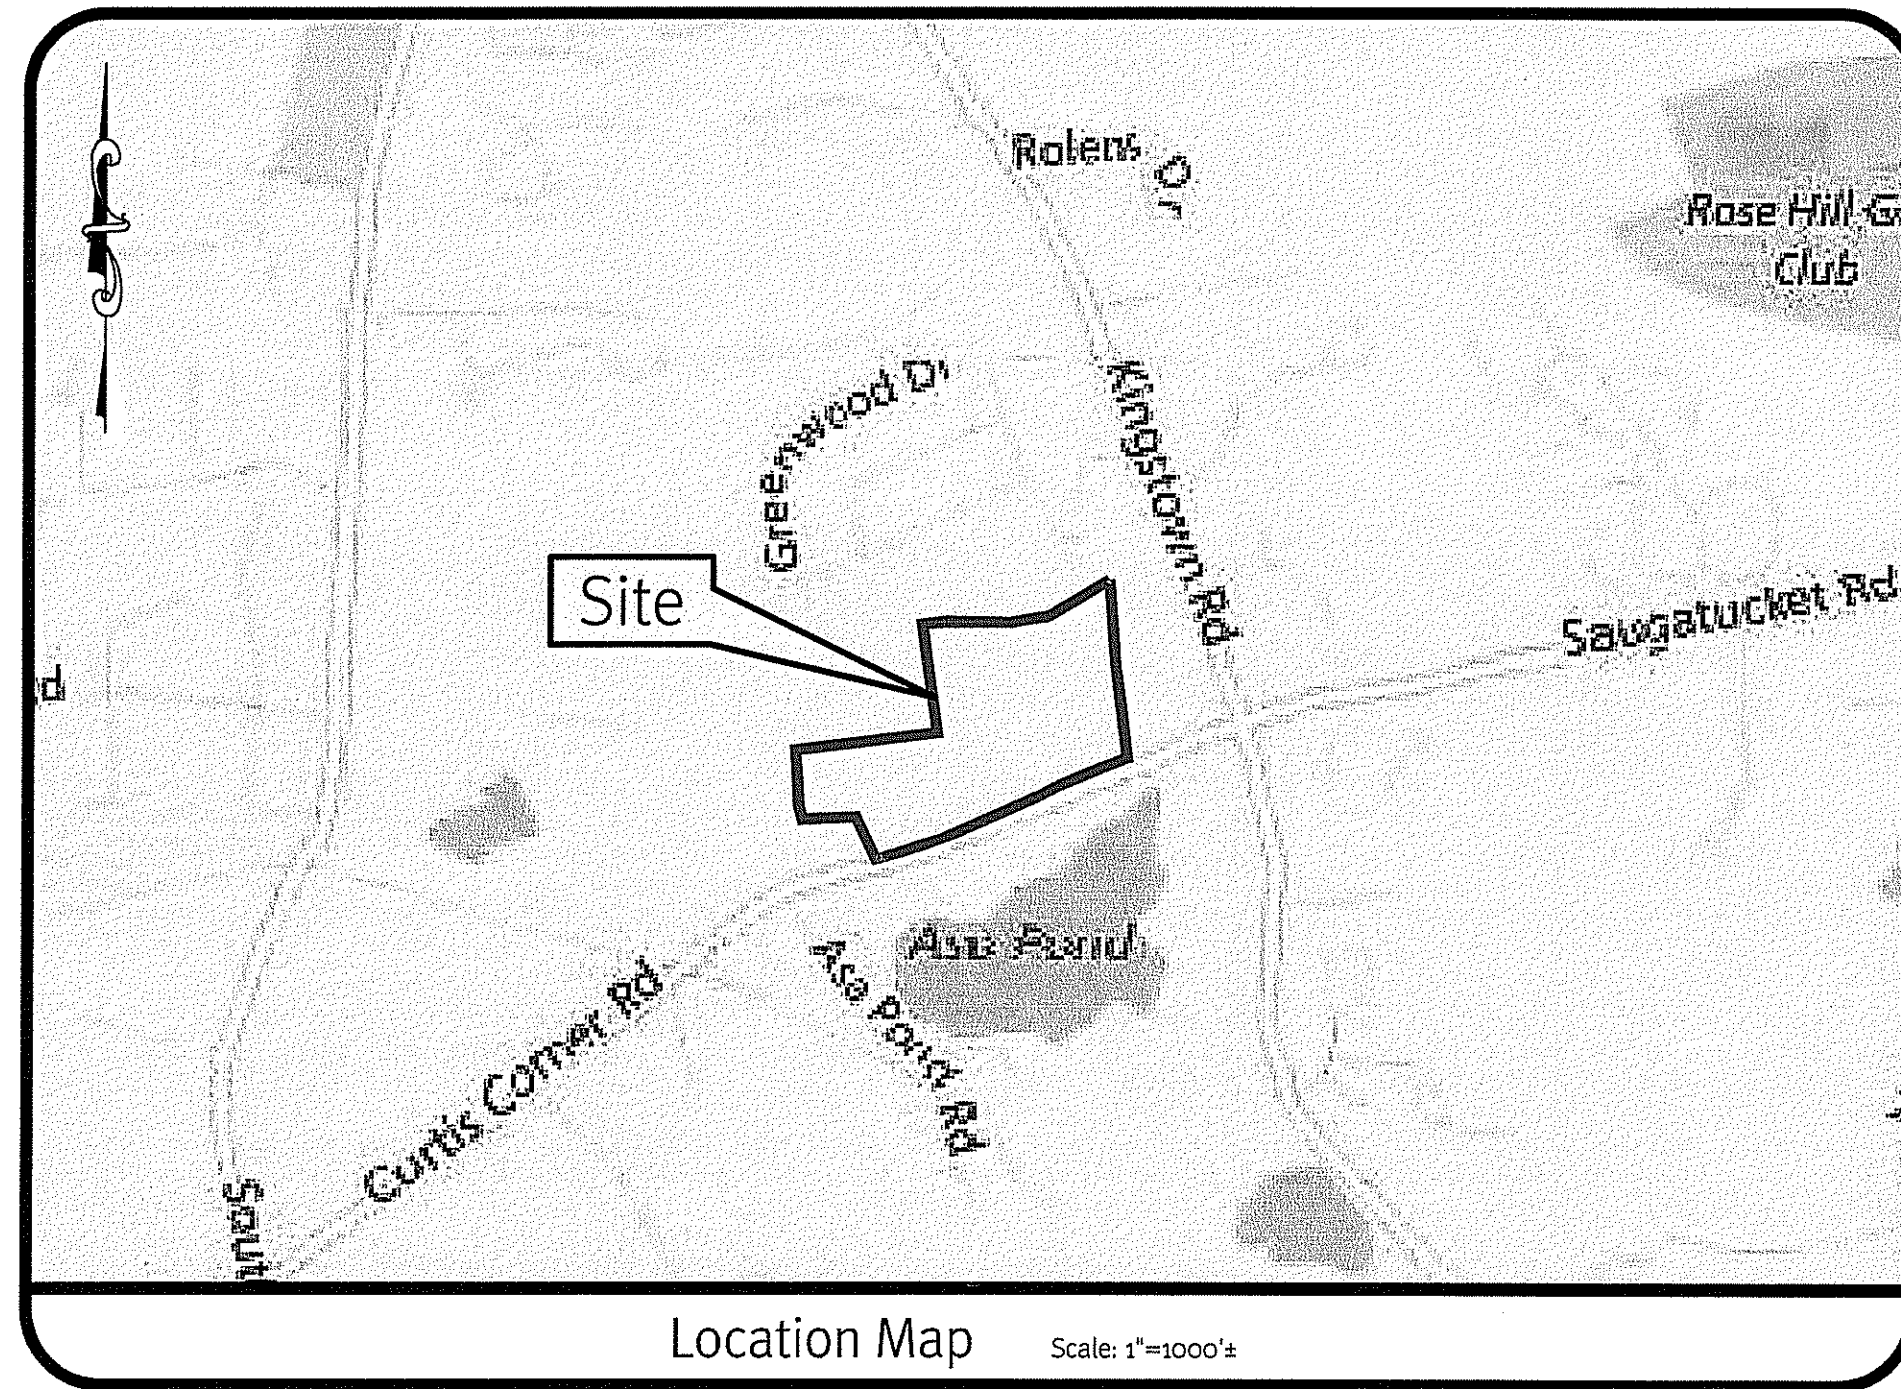 Rolens Dr
Rose Hill G
Club
Greenwood Dr
Kingstown Rd
Site
Saugatucket Rd
Asa Pond
Asa Pond Rd
Curtis Corner Rd
Sout
Location Map
Scale: 1"=1000'±